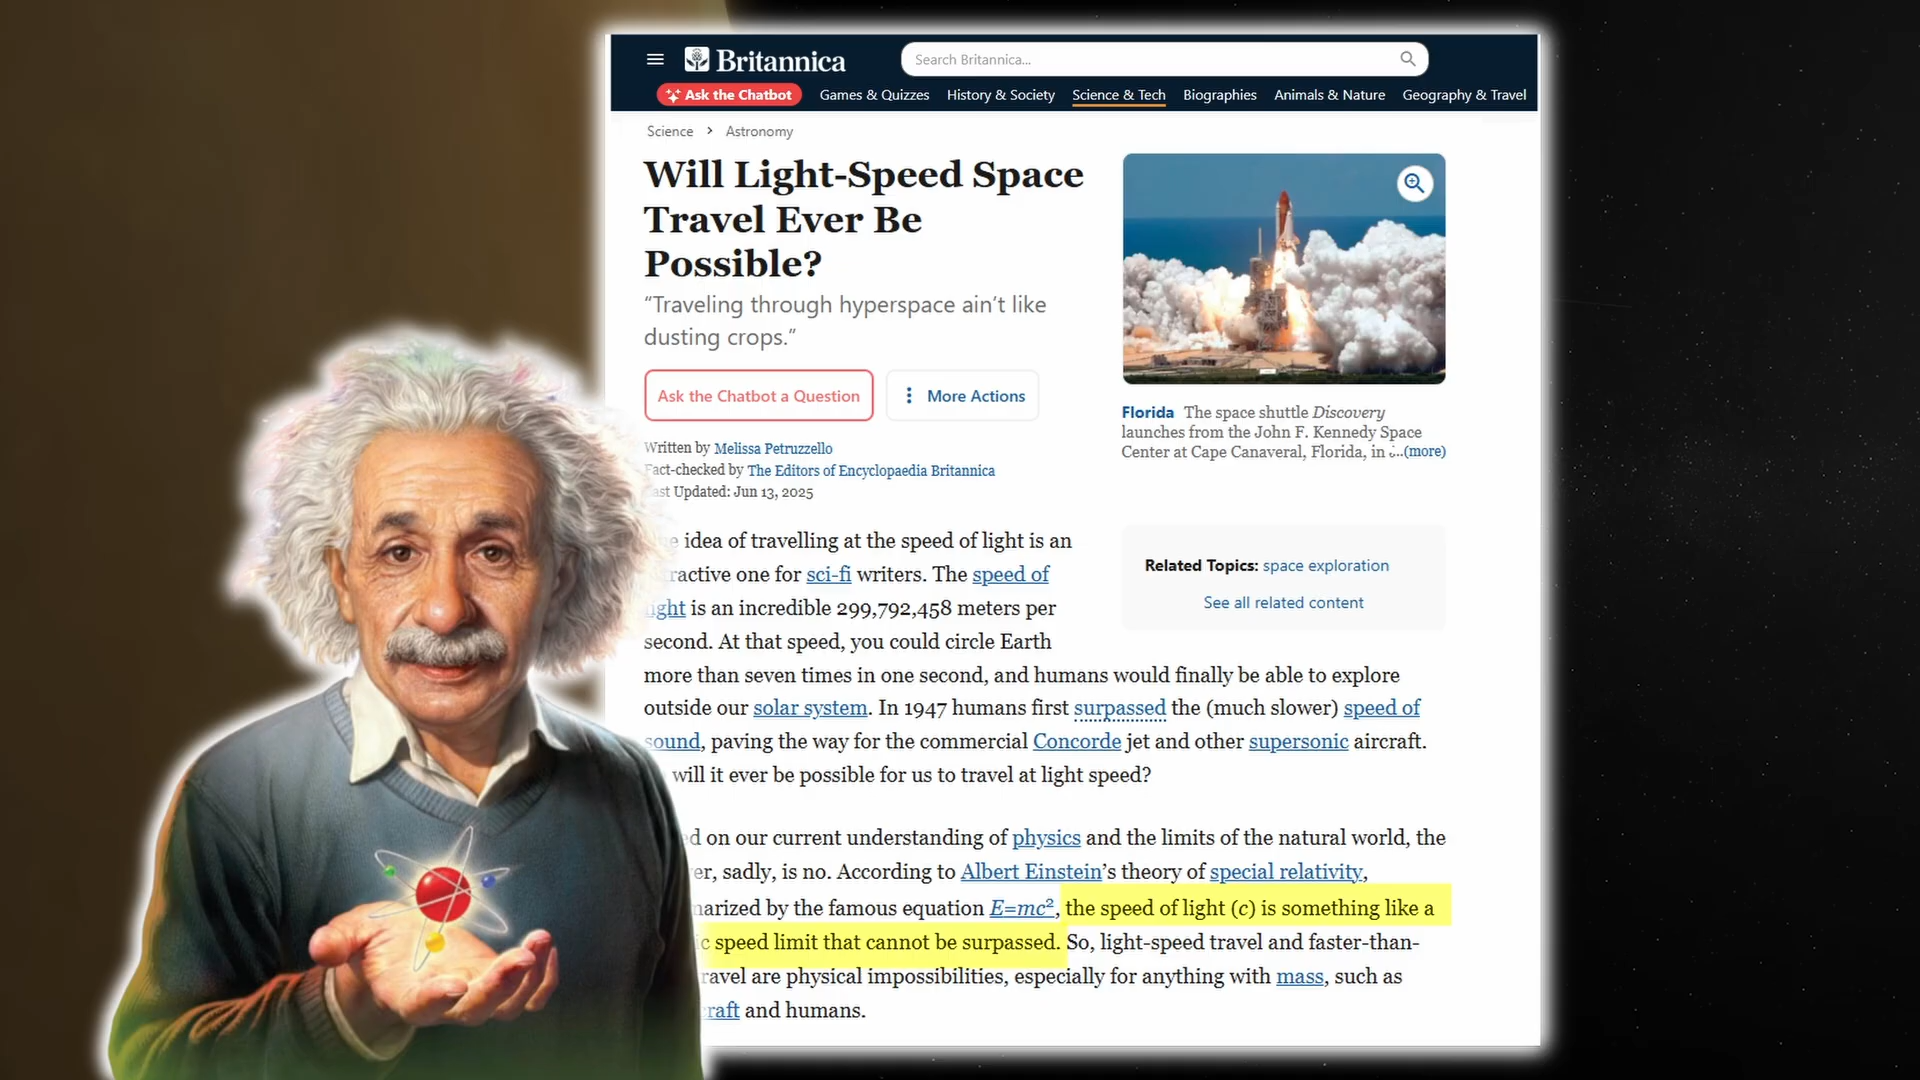 Britannica
Search Britannica...
Ask the Chatbot
Games & Quizzes
History & Society
Science & Tech
Biographies
Animals & Nature
Geography & Travel
Science > Astronomy
Will Light-Speed Space
Travel Ever Be
Possible?
“Traveling through hyperspace ain’t like
dusting crops.”
Ask the Chatbot a Question
More Actions
Written by Melissa Petruzzello
Fact-checked by The Editors of Encyclopaedia Britannica
Last Updated: Jun 13, 2025
Florida The space shuttle Discovery
launches from the John F. Kennedy Space
Center at Cape Canaveral, Florida, in ...(more)
Related Topics: space exploration
See all related content
idea of travelling at the speed of light is an
one for sci-fi writers. The speed of
light is an incredible 299,792,458 meters per
second. At that speed, you could circle Earth
more than seven times in one second, and humans would finally be able to explore
outside our solar system. In 1947 humans first surpassed the (much slower) speed of
sound, paving the way for the commercial Concorde jet and other supersonic aircraft.
will it ever be possible for us to travel at light speed?
on our current understanding of physics and the limits of the natural world, the
sadly, is no. According to Albert Einstein’s theory of special relativity,
by the famous equation E=mc², the speed of light (c) is something like a
speed limit that cannot be surpassed. So, light-speed travel and faster-than-
travel are physical impossibilities, especially for anything with mass, such as
and humans.